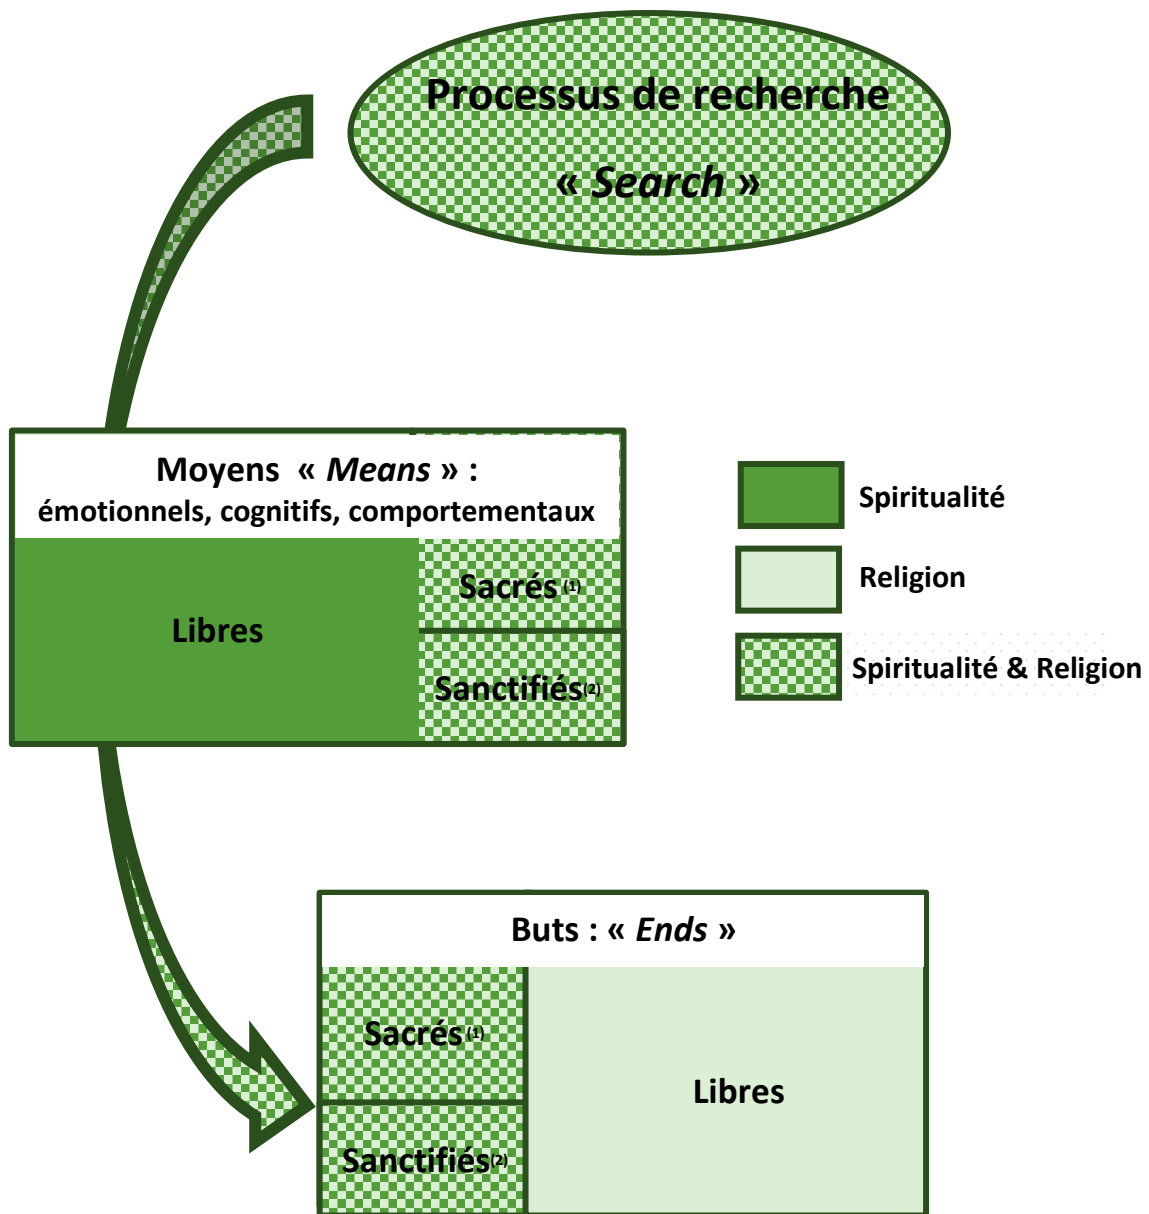 Processus de recherche
« Search »
Moyens « Means » :
émotionnels, cognitifs, comportementaux
Libres
Sacrés (1)
Sanctifiés(2)
Spiritualité
Religion
Spiritualité & Religion
Buts : « Ends »
Sacrés (1)
Libres
Sanctifiés(2)